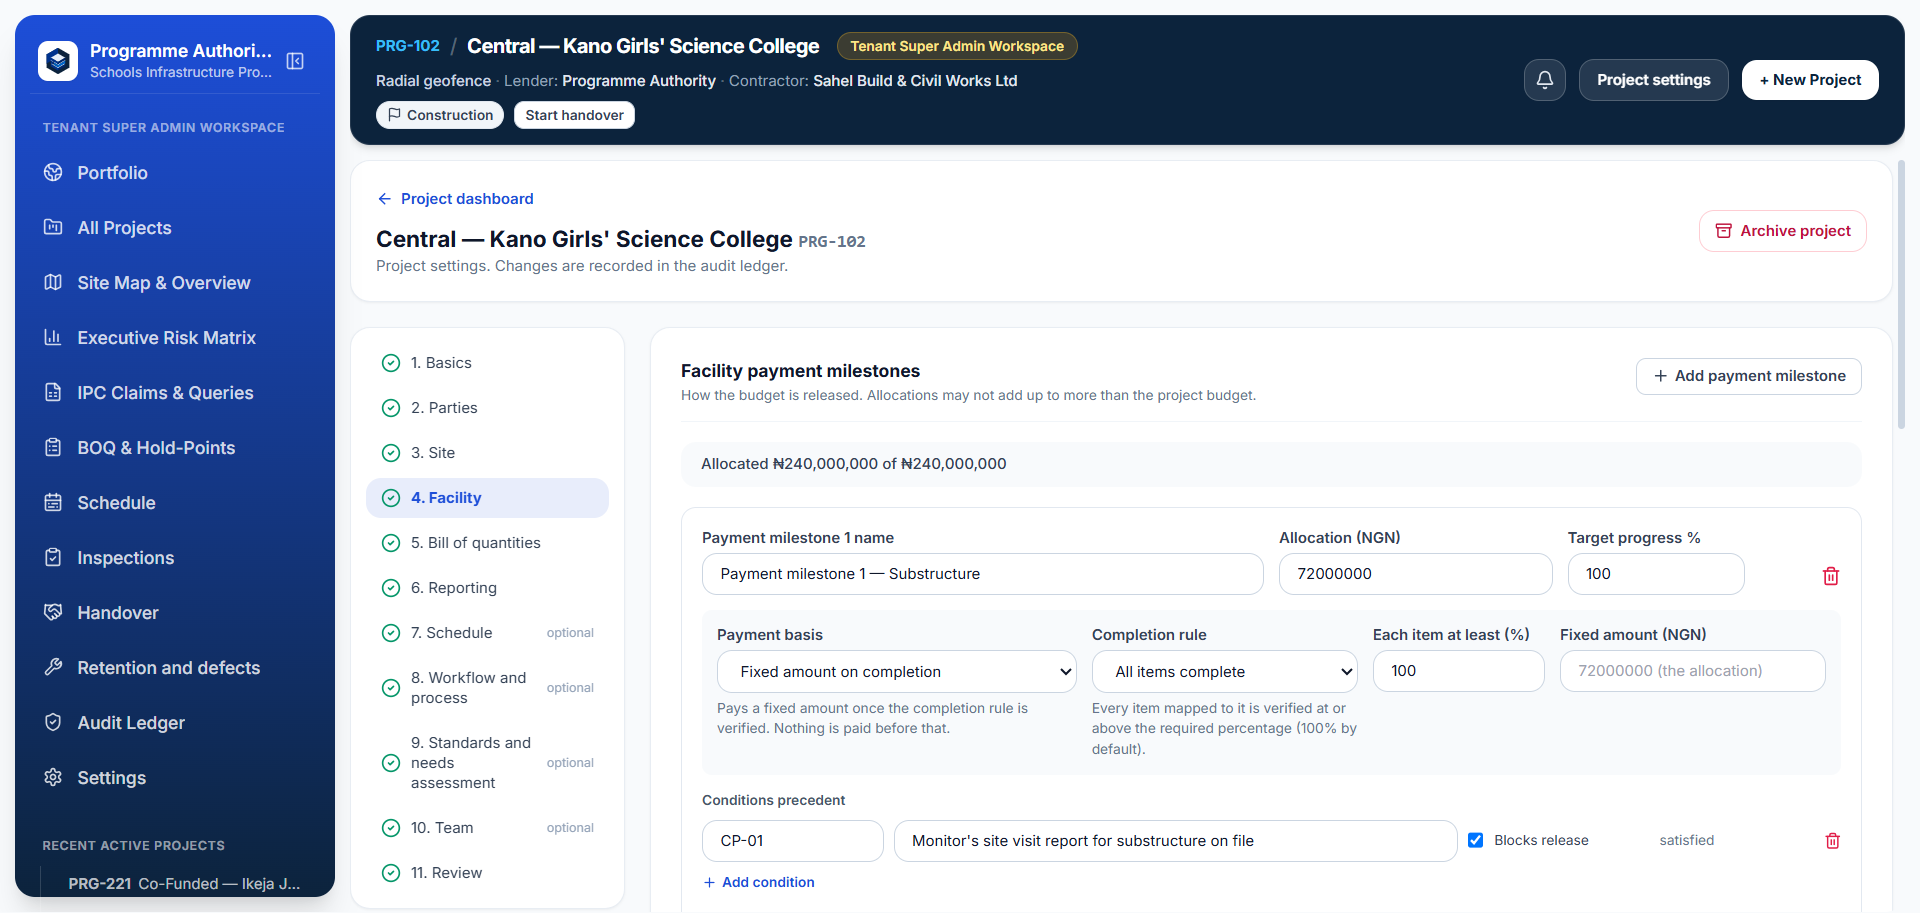 Programme Authori...
Schools Infrastructure Pro...
TENANT SUPER ADMIN WORKSPACE
Portfolio
All Projects
Site Map & Overview
Executive Risk Matrix
IPC Claims & Queries
BOQ & Hold-Points
Schedule
Inspections
Handover
Retention and defects
Audit Ledger
Settings
RECENT ACTIVE PROJECTS
PRG-221 Co-Funded — Ikeja J...
PRG-102 / Central — Kano Girls' Science College Tenant Super Admin Workspace
Radial geofence · Lender: Programme Authority · Contractor: Sahel Build & Civil Works Ltd
Construction Start handover
Project settings + New Project
Project dashboard
Central — Kano Girls' Science College PRG-102
Project settings. Changes are recorded in the audit ledger.
Archive project
1. Basics
2. Parties
3. Site
4. Facility
5. Bill of quantities
6. Reporting
7. Schedule optional
8. Workflow and
process optional
9. Standards and
needs
assessment optional
10. Team optional
11. Review
Facility payment milestones
How the budget is released. Allocations may not add up to more than the project budget.
+ Add payment milestone
Allocated ₦240,000,000 of ₦240,000,000
Payment milestone 1 name Allocation (NGN) Target progress %
Payment milestone 1 — Substructure 72000000 100
Payment basis Completion rule Each item at least (%) Fixed amount (NGN)
Fixed amount on completion All items complete 100 72000000 (the allocation)
Pays a fixed amount once the completion rule is
verified. Nothing is paid before that.
Every item mapped to it is verified at or
above the required percentage (100% by
default).
Conditions precedent
CP-01 Monitor's site visit report for substructure on file Blocks release satisfied
+ Add condition